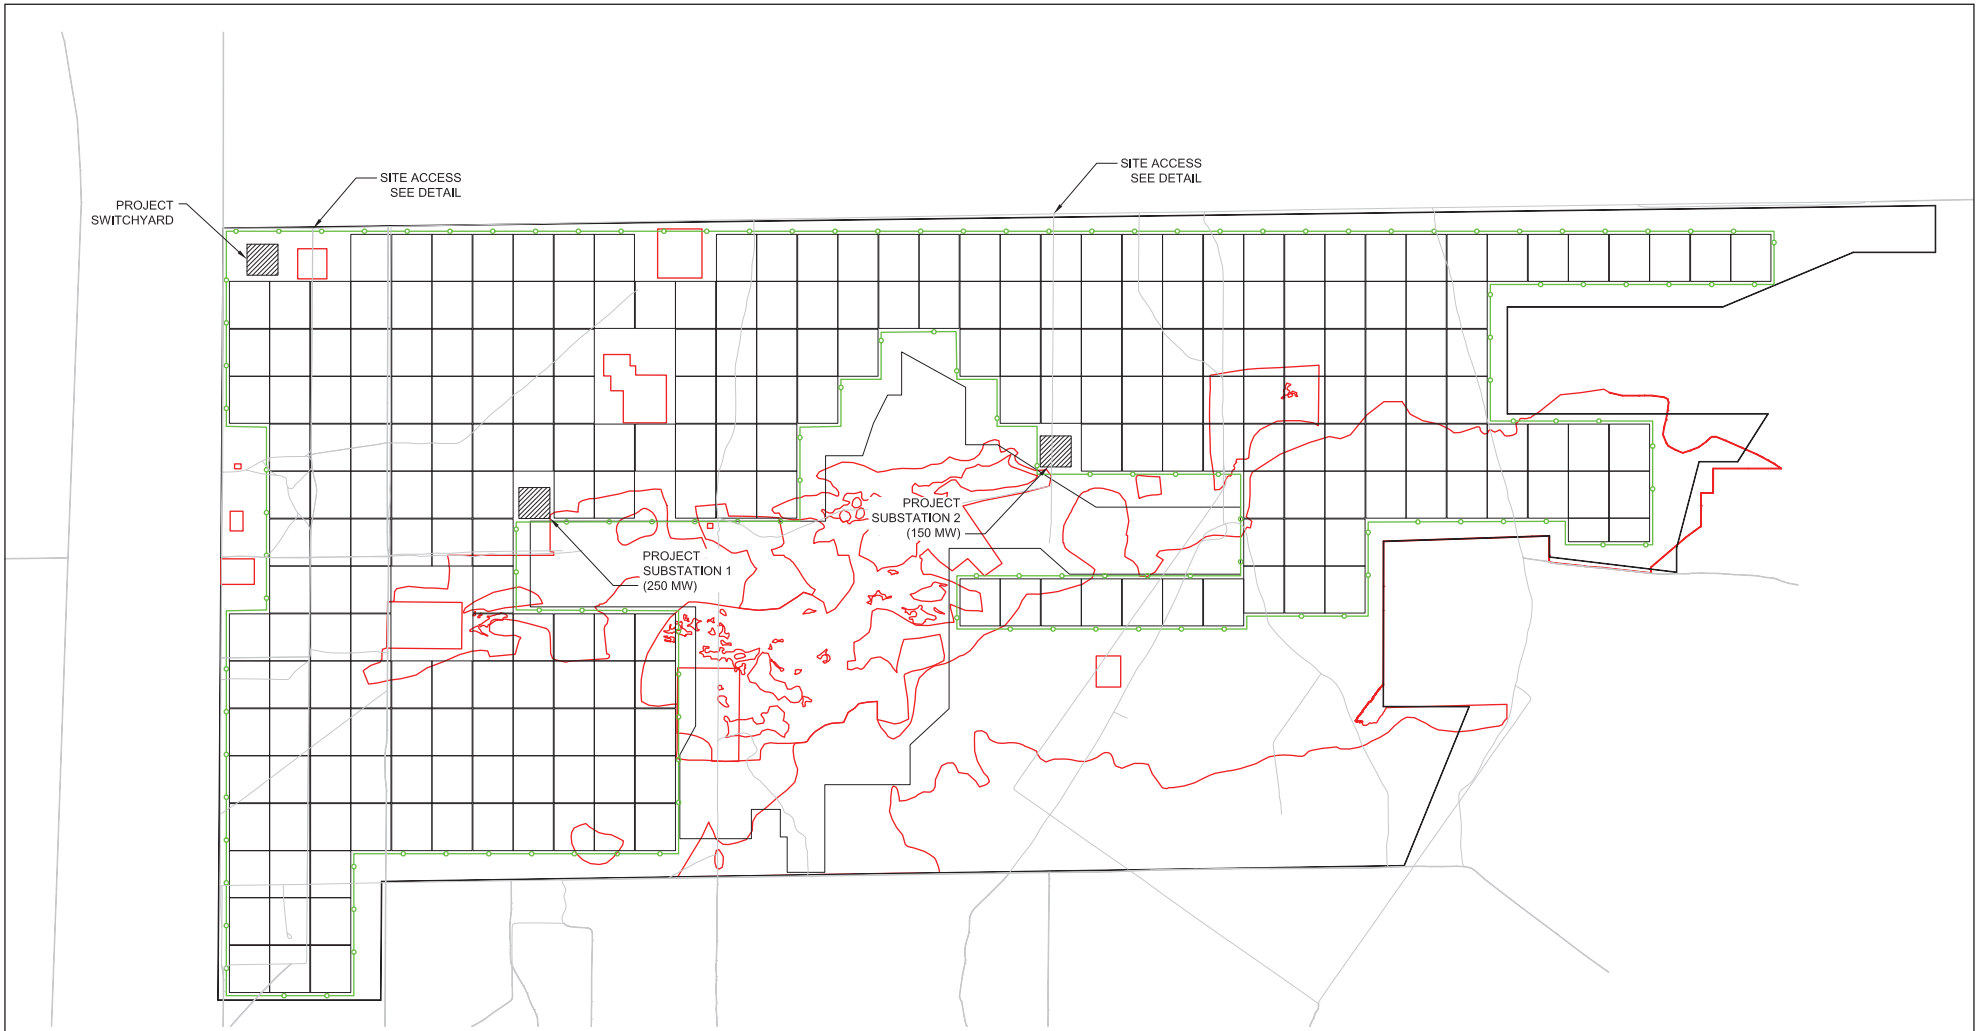 SITE ACCESS
SEE DETAIL
SITE ACCESS
SEE DETAIL
PROJECT
SWITCHYARD
PROJECT
SUBSTATION 2
(150 MW)
PROJECT
SUBSTATION 1
(250 MW)